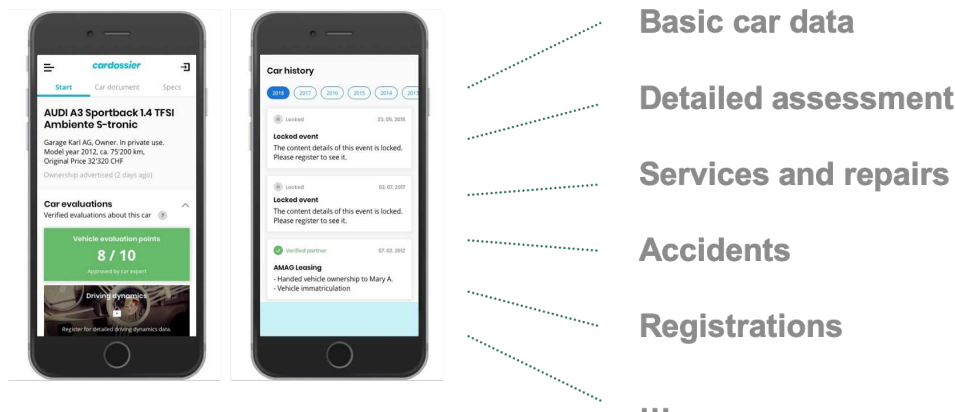 cardossier
Start Car document Specs
AUDI A3 Sportback 1.4 TFSI
Ambiente S-tronic
Garage Karl AG, Owner. In private use.
Model year 2012, ca. 75'200 km,
Original Price 32'320 CHF
Ownership advertised (2 days ago)
Car evaluations
Verified evaluations about this car ?
Vehicle evaluation points
8 / 10
Approved by car expert
Driving dynamics
Register for detailed driving dynamics data.
Car history
2018 2017 2016 2015 2014 2013
Locked 23. 05. 2018
Locked event
The content details of this event is locked.
Please register to see it.
Locked 02. 07. 2017
Locked event
The content details of this event is locked.
Please register to see it.
Verified partner 07. 02. 2012
AMAG Leasing
- Handed vehicle ownership to Mary A.
- Vehicle immatriculation
Basic car data
Detailed assessment
Services and repairs
Accidents
Registrations
...